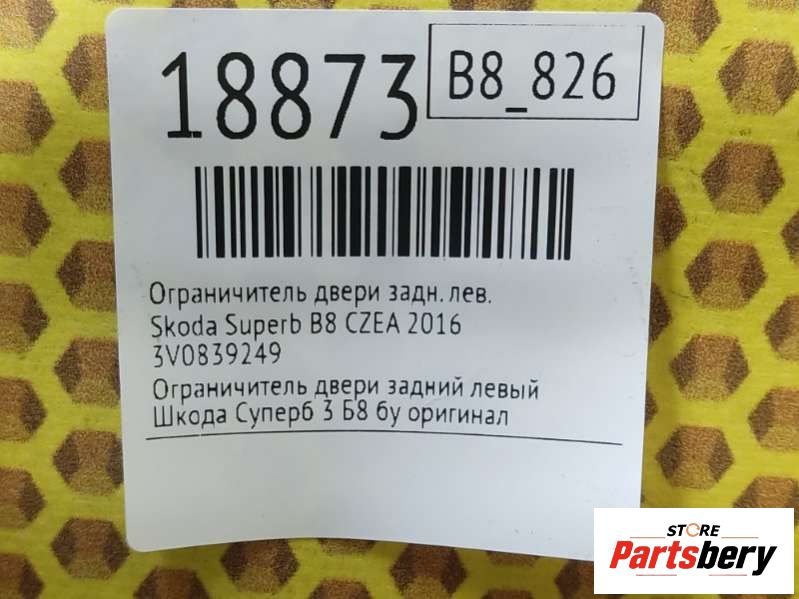 18873
B8_826
Ограничитель двери задн. лев.
Skoda Superb B8 CZEA 2016
3V0839249
Ограничитель двери задний левый
Шкода Суперб 3 Б8 бу оригинал
STORE
Partsbery